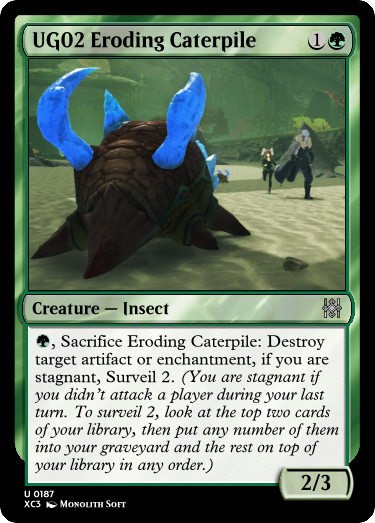 UG02 Eroding Caterpile 1
Creature — Insect
, Sacrifice Eroding Caterpile: Destroy
target artifact or enchantment, if you are
stagnant, Surveil 2. (You are stagnant if
you didn't attack a player during your last
turn. To surveil 2, look at the top two cards
of your library, then put any number of them
into your graveyard and the rest on top of
your library in any order.)
2/3
U 0187
XC3 Monolith Soft